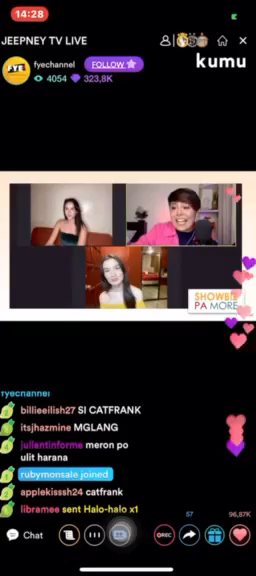 14:28
JEEPNEY TV LIVE
kumu
FYE
fyechannel
FOLLOW
4054 323,8K
SHOWBIZ
PA MORE
fyechannel
billieeilish27 SI CATFRANK
itsjhazmine MGLANG
julientinforme meron po
ulit harana
rubymonsale joined
applekisssh24 catfrank
libramee sent Halo-halo x1
57
96,87K
Chat
REC